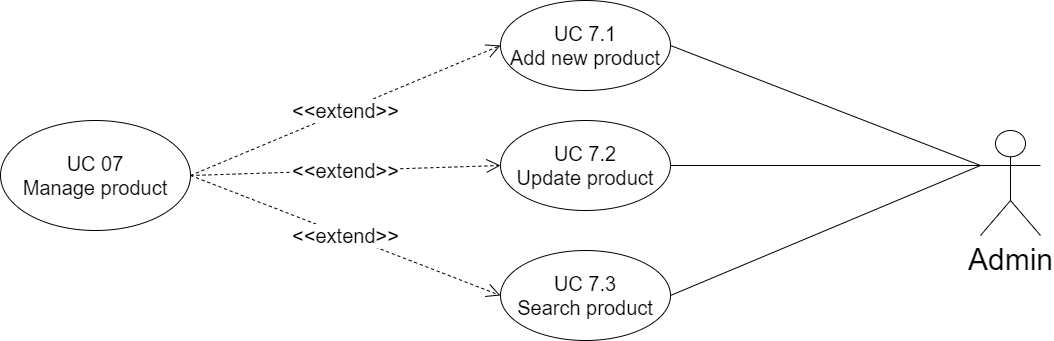 UC 7.1
Add new product
<<extend>>
UC 07
Manage product
<<extend>>
UC 7.2
Update product
<<extend>>
UC 7.3
Search product
Admin